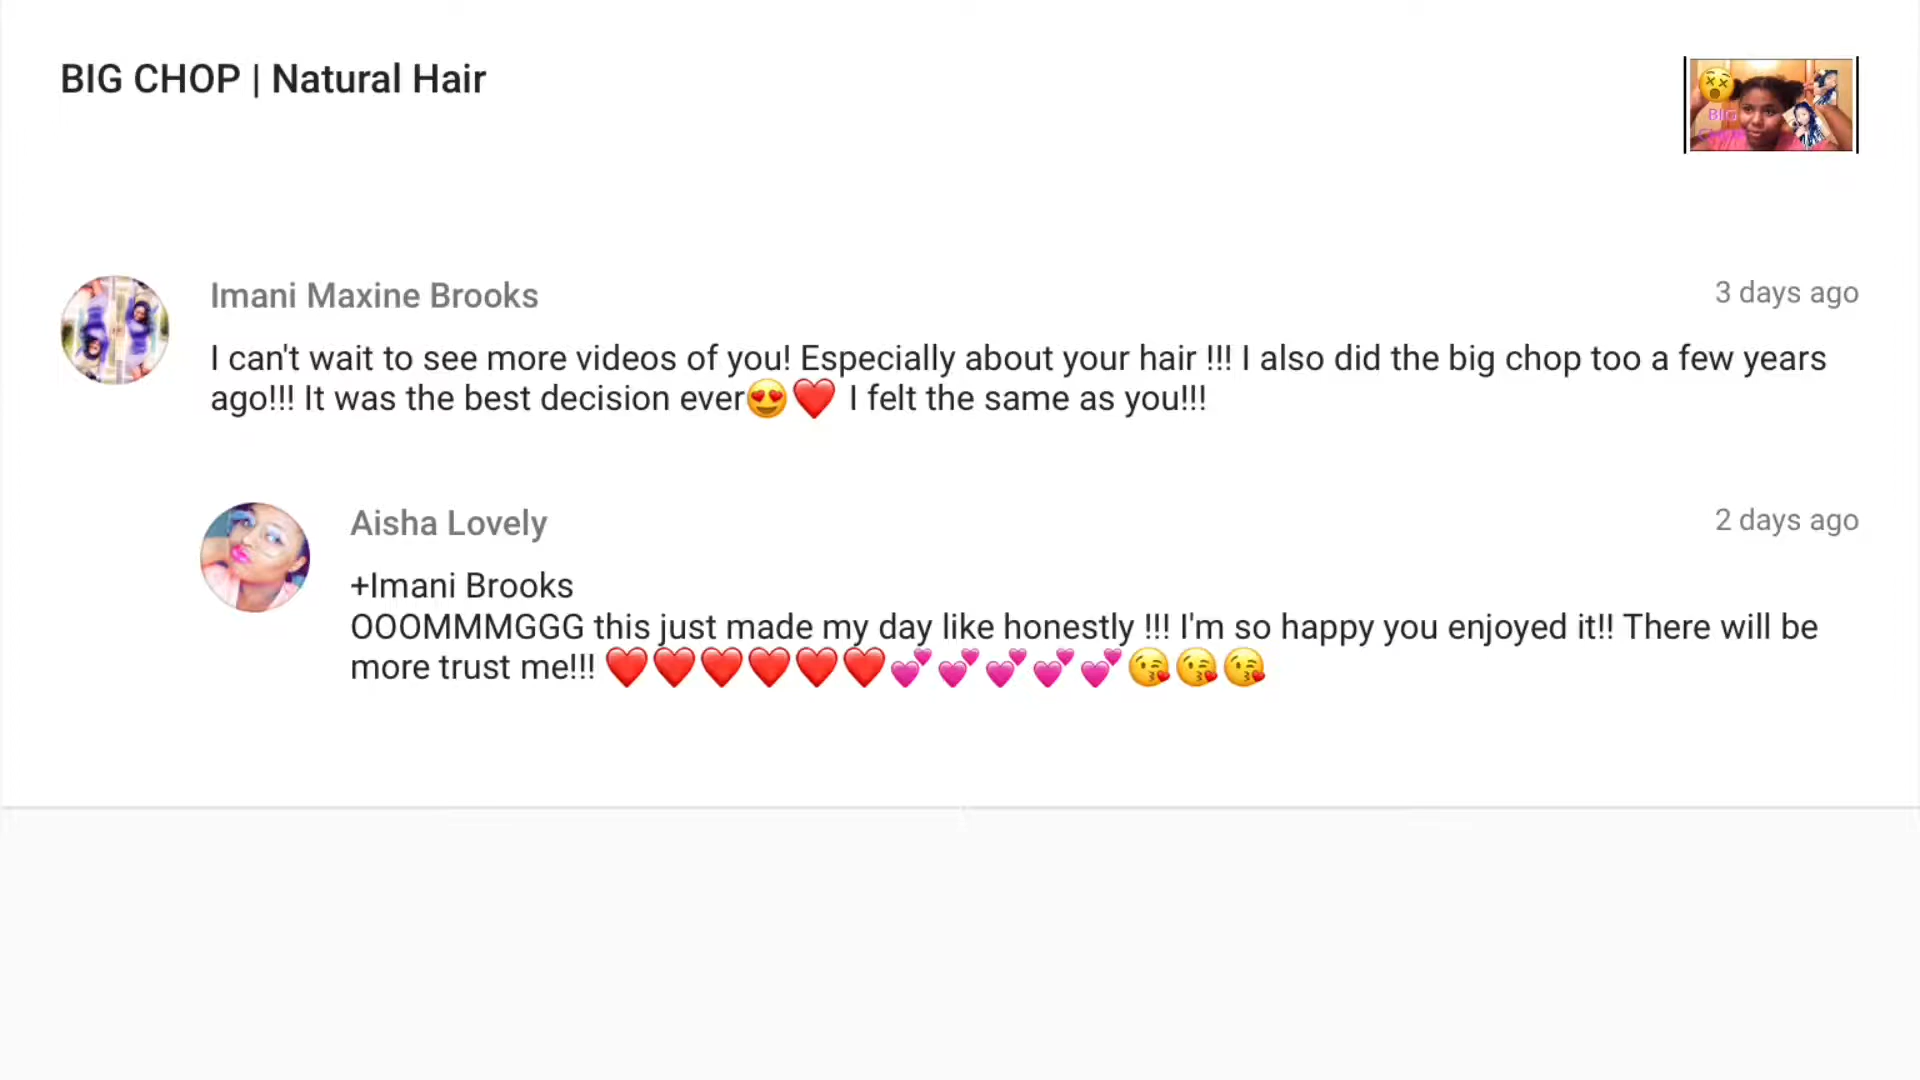 BIG CHOP | Natural Hair
BIG
CHOP
Imani Maxine Brooks
3 days ago
I can't wait to see more videos of you! Especially about your hair !!! I also did the big chop too a few years
ago!!! It was the best decision ever😍❤️ I felt the same as you!!!
Aisha Lovely
2 days ago
+Imani Brooks
OOOMMMGGG this just made my day like honestly !!! I'm so happy you enjoyed it!! There will be
more trust me!!! ❤️❤️❤️❤️❤️❤️💕💕💕💕💕😘😘😘